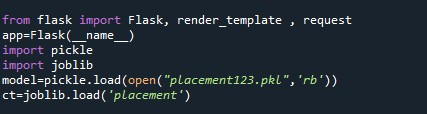 from flask import Flask, render_template , request
app=Flask(__name__)
import pickle
import joblib
model=pickle.load(open("placement123.pkl",'rb'))
ct=joblib.load('placement')